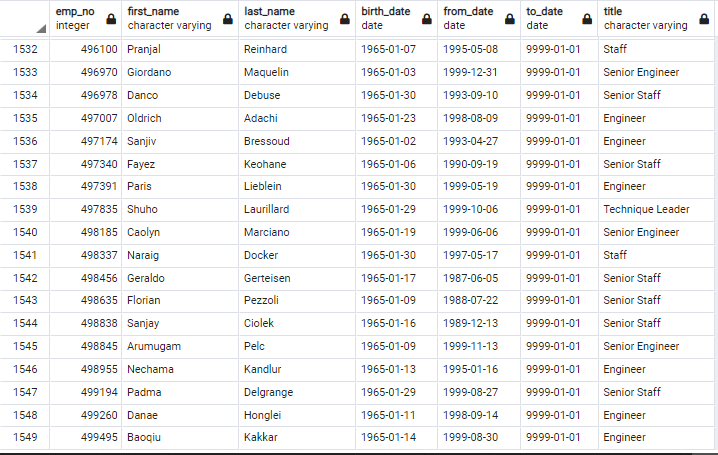 emp_no first_name last_name birth_date from_date to_date title
integer character varying character varying date date date character varying
1532 496100 Pranjal Reinhard 1965-01-07 1995-05-08 9999-01-01 Staff
1533 496970 Giordano Maquelin 1965-01-03 1999-12-31 9999-01-01 Senior Engineer
1534 496978 Danco Debuse 1965-01-30 1993-09-10 9999-01-01 Senior Staff
1535 497007 Oldrich Adachi 1965-01-23 1998-08-09 9999-01-01 Engineer
1536 497174 Sanjiv Bressoud 1965-01-02 1993-04-27 9999-01-01 Engineer
1537 497340 Fayez Keohane 1965-01-06 1990-09-19 9999-01-01 Senior Staff
1538 497391 Paris Lieblein 1965-01-30 1999-05-19 9999-01-01 Engineer
1539 497835 Shuho Laurillard 1965-01-29 1999-10-06 9999-01-01 Technique Leader
1540 498185 Caolyn Marciano 1965-01-19 1999-06-06 9999-01-01 Senior Engineer
1541 498337 Naraig Docker 1965-01-30 1997-05-17 9999-01-01 Staff
1542 498456 Geraldo Gerteisen 1965-01-17 1987-06-05 9999-01-01 Senior Staff
1543 498635 Florian Pezzoli 1965-01-09 1988-07-22 9999-01-01 Senior Staff
1544 498838 Sanjay Ciolek 1965-01-16 1989-12-13 9999-01-01 Senior Staff
1545 498845 Arumugam Pelc 1965-01-09 1999-11-13 9999-01-01 Senior Engineer
1546 498955 Nechama Kandlur 1965-01-13 1995-01-16 9999-01-01 Engineer
1547 499194 Padma Delgrange 1965-01-29 1999-08-27 9999-01-01 Senior Staff
1548 499260 Danae Honglei 1965-01-11 1998-09-14 9999-01-01 Engineer
1549 499495 Baoqiu Kakkar 1965-01-14 1999-08-30 9999-01-01 Engineer